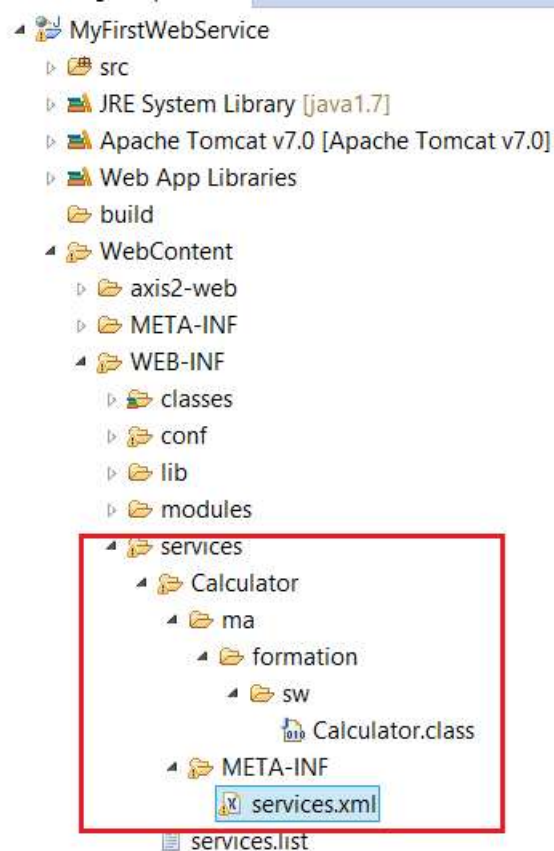 MyFirstWebService
src
JRE System Library [java1.7]
Apache Tomcat v7.0 [Apache Tomcat v7.0]
Web App Libraries
build
WebContent
axis2-web
META-INF
WEB-INF
classes
conf
lib
modules
services
Calculator
ma
formation
sw
Calculator.class
META-INF
services.xml
services.list